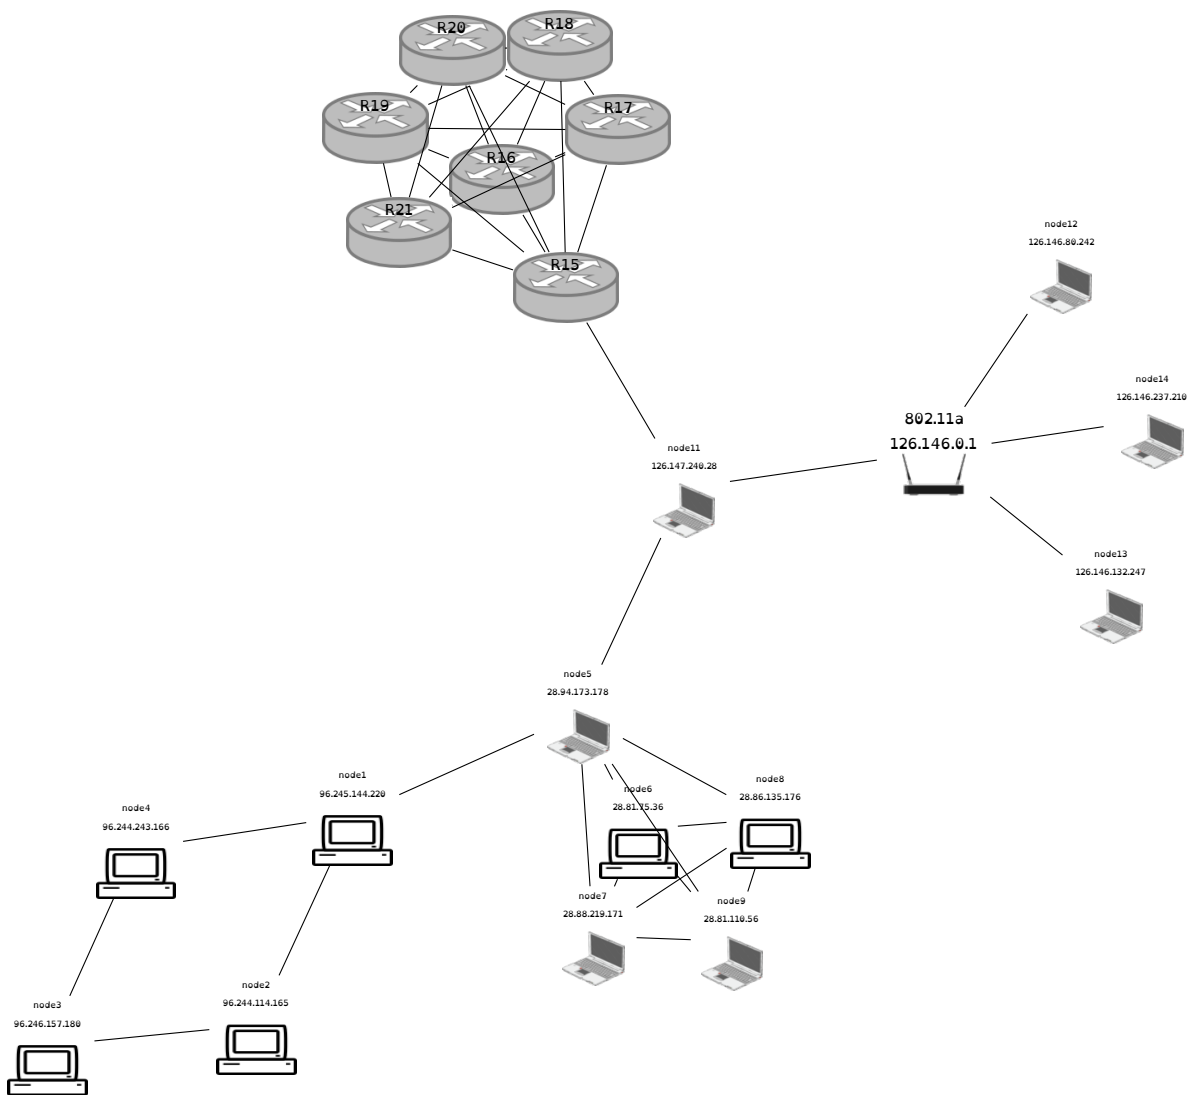 R20
R18
R19
R17
R16
R21
R15
node12
126.146.80.242
node14
126.146.237.210
802.11a
126.146.0.1
node11
126.147.240.28
node13
126.146.132.247
node5
28.94.173.178
node1
96.245.144.220
node6
28.81.75.36
node8
28.86.135.176
node4
96.244.243.166
node7
28.88.219.171
node9
28.81.110.56
node2
96.244.114.165
node3
96.246.157.180